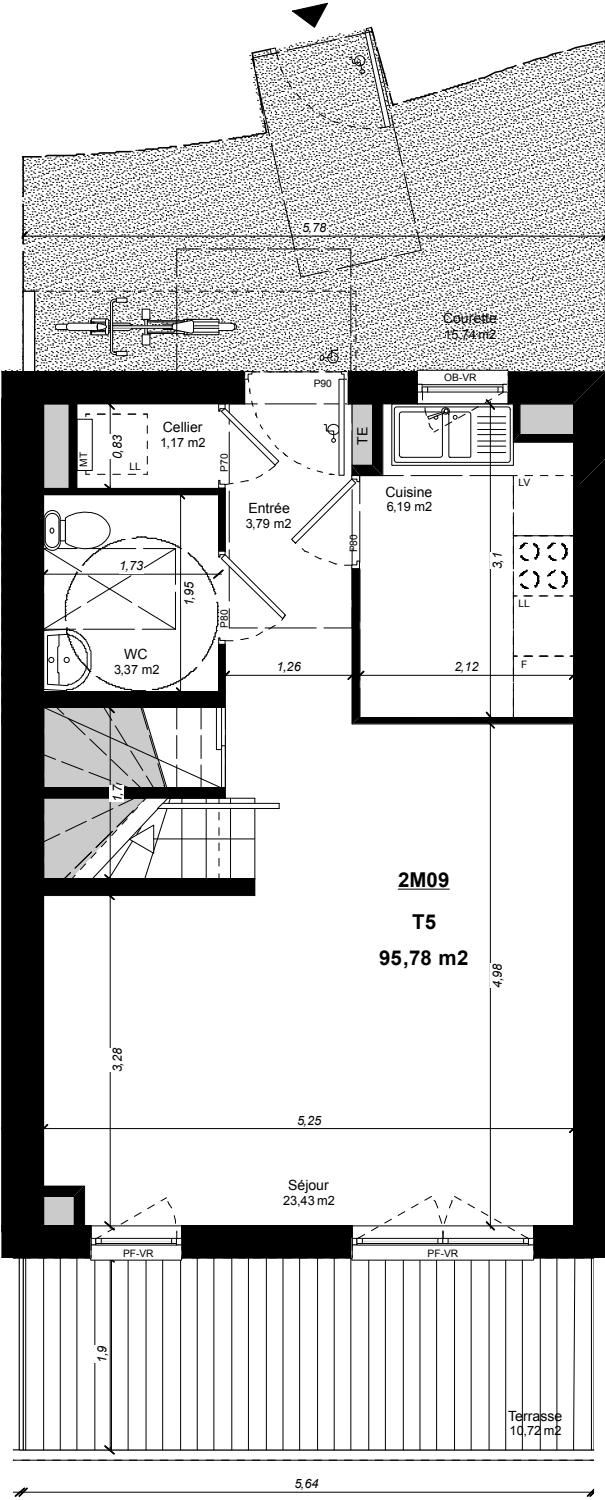 5,78
Courette
15,74 m2
OB-VR
P90
Cellier
1,17 m2
0,83
MT
LL
P70
TE
Entrée
3,79 m2
Cuisine
6,19 m2
LV
P80
3,1
1,73
1,95
LL
P80
WC
3,37 m2
1,26
2,12
F
1,7
2M09
T5
95,78 m2
4,98
3,28
5,25
Séjour
23,43 m2
PF-VR
PF-VR
1,9
Terrasse
10,72 m2
5,64